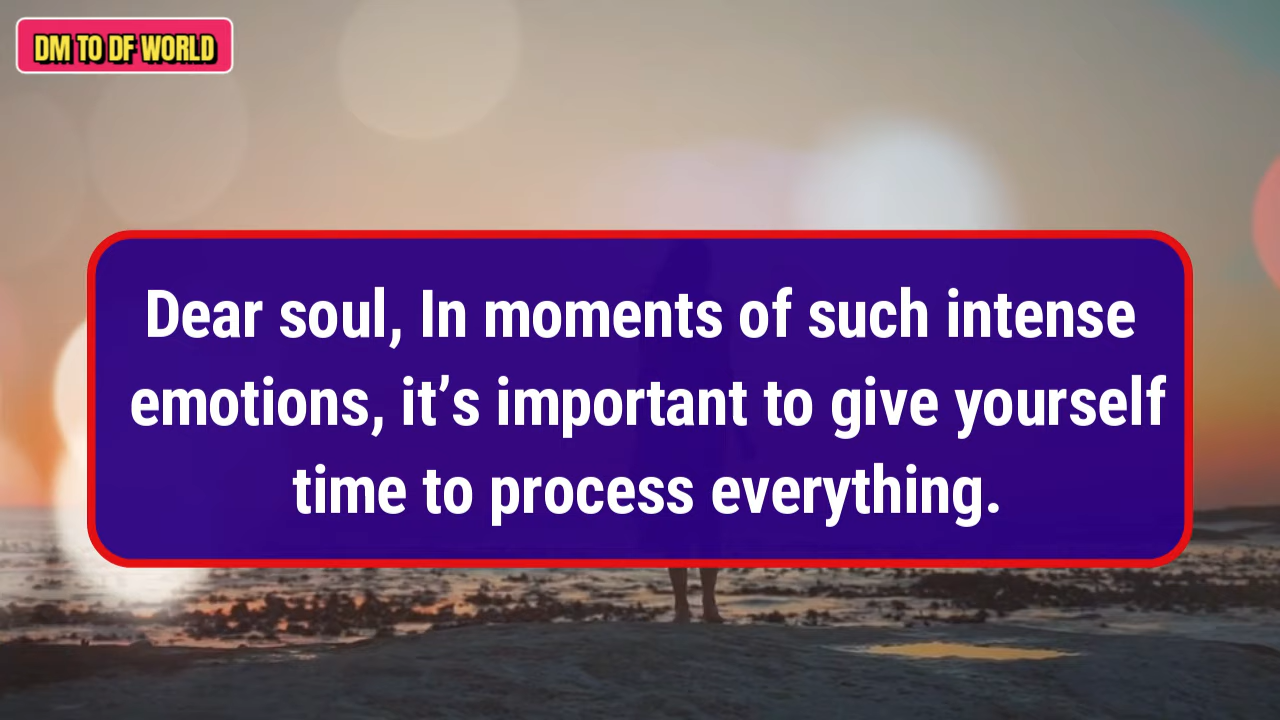 DM TO DF WORLD
Dear soul, In moments of such intense
emotions, it’s important to give yourself
time to process everything.